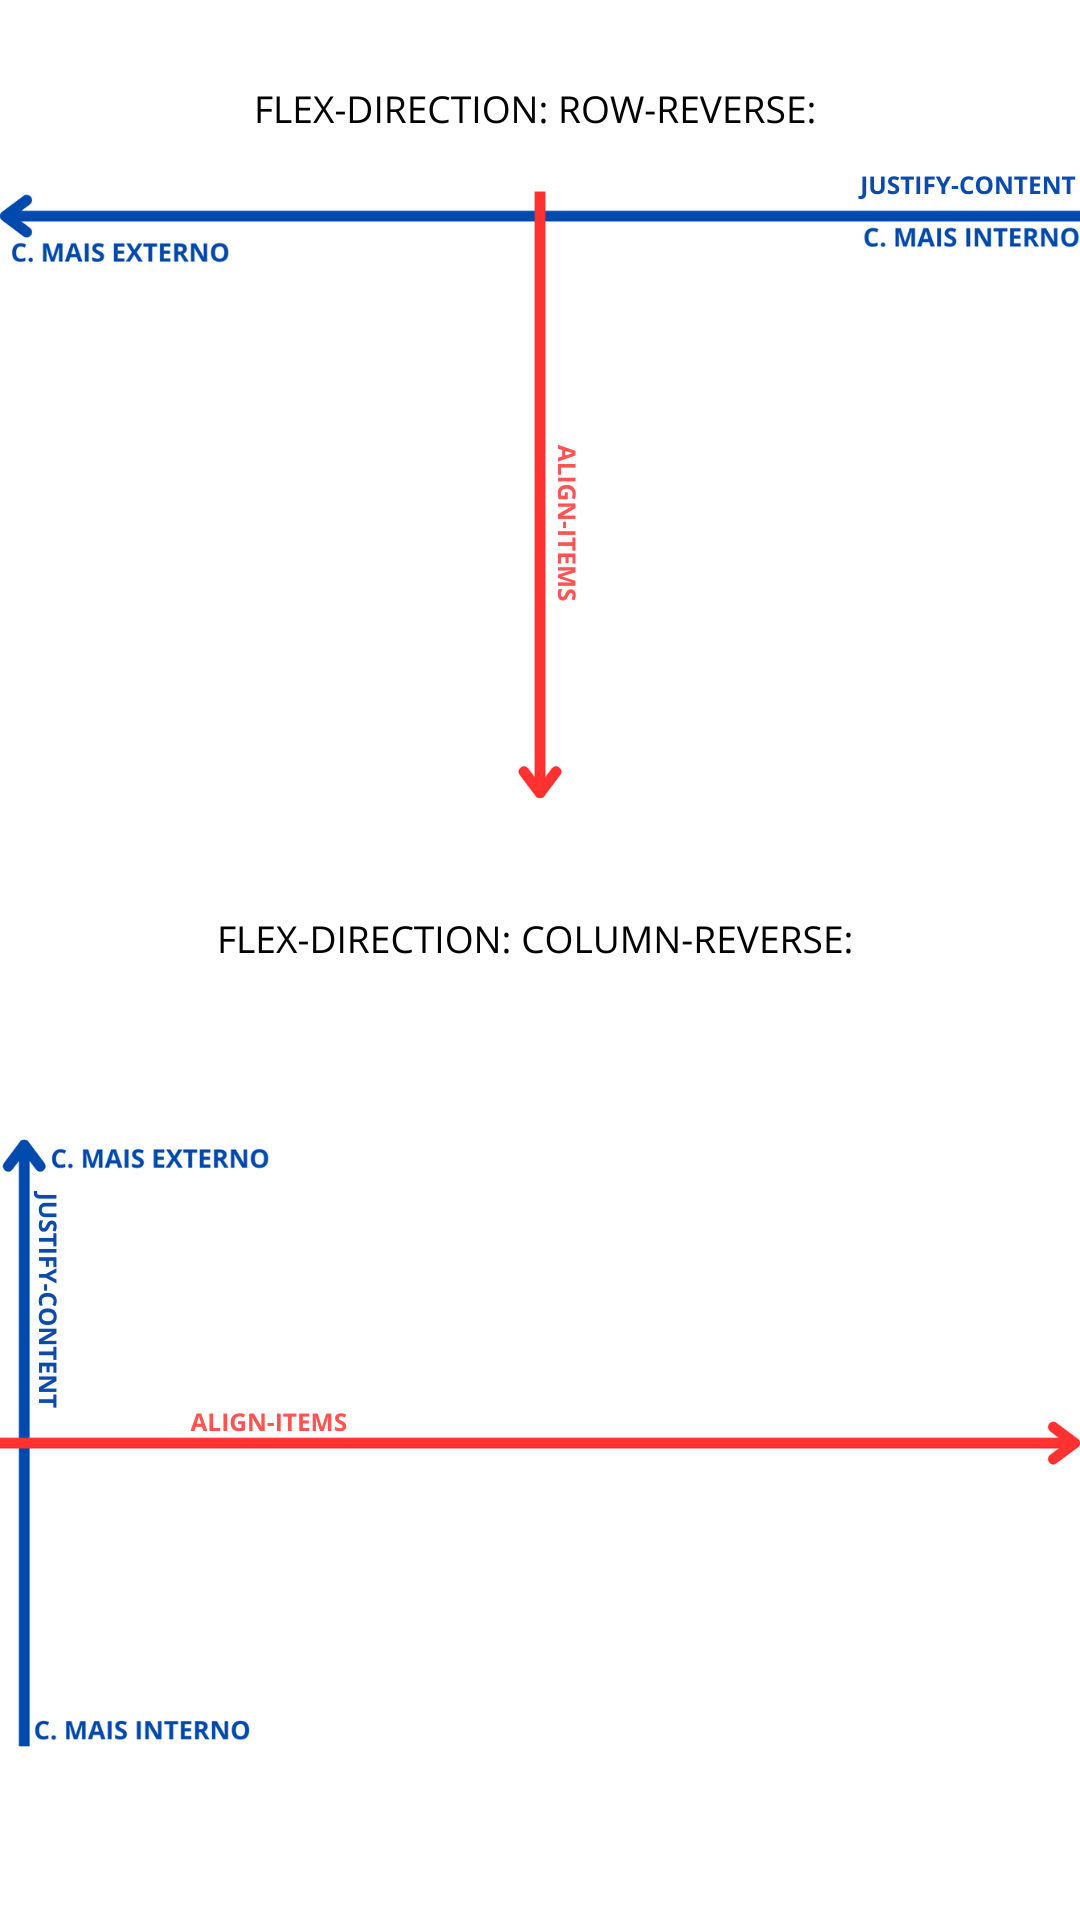 FLEX-DIRECTION: ROW-REVERSE:
JUSTIFY-CONTENT
C. MAIS EXTERNO
C. MAIS INTERNO
ALIGN-ITEMS
FLEX-DIRECTION: COLUMN-REVERSE:
C. MAIS EXTERNO
JUSTIFY-CONTENT
ALIGN-ITEMS
C. MAIS INTERNO